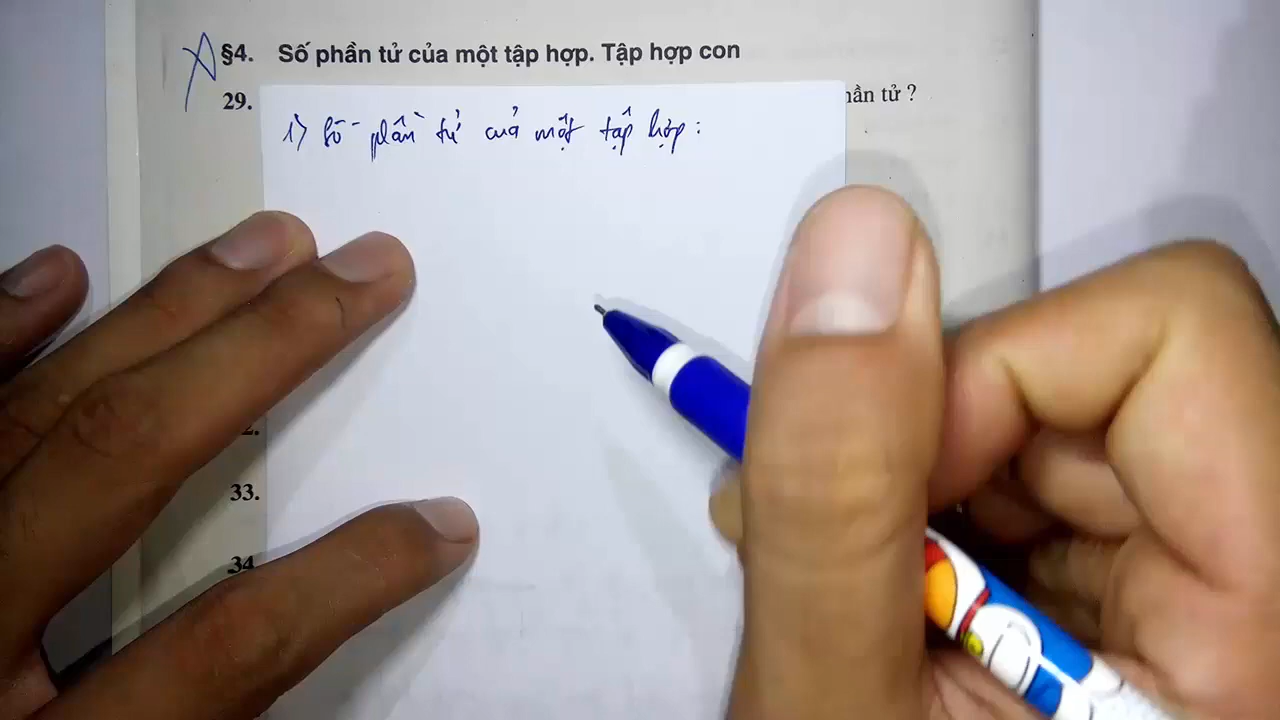 §4. Số phần tử của một tập hợp. Tập hợp con
29.
hần tử ?
1) Số phần tử của một tập hợp:
2.
33.
34